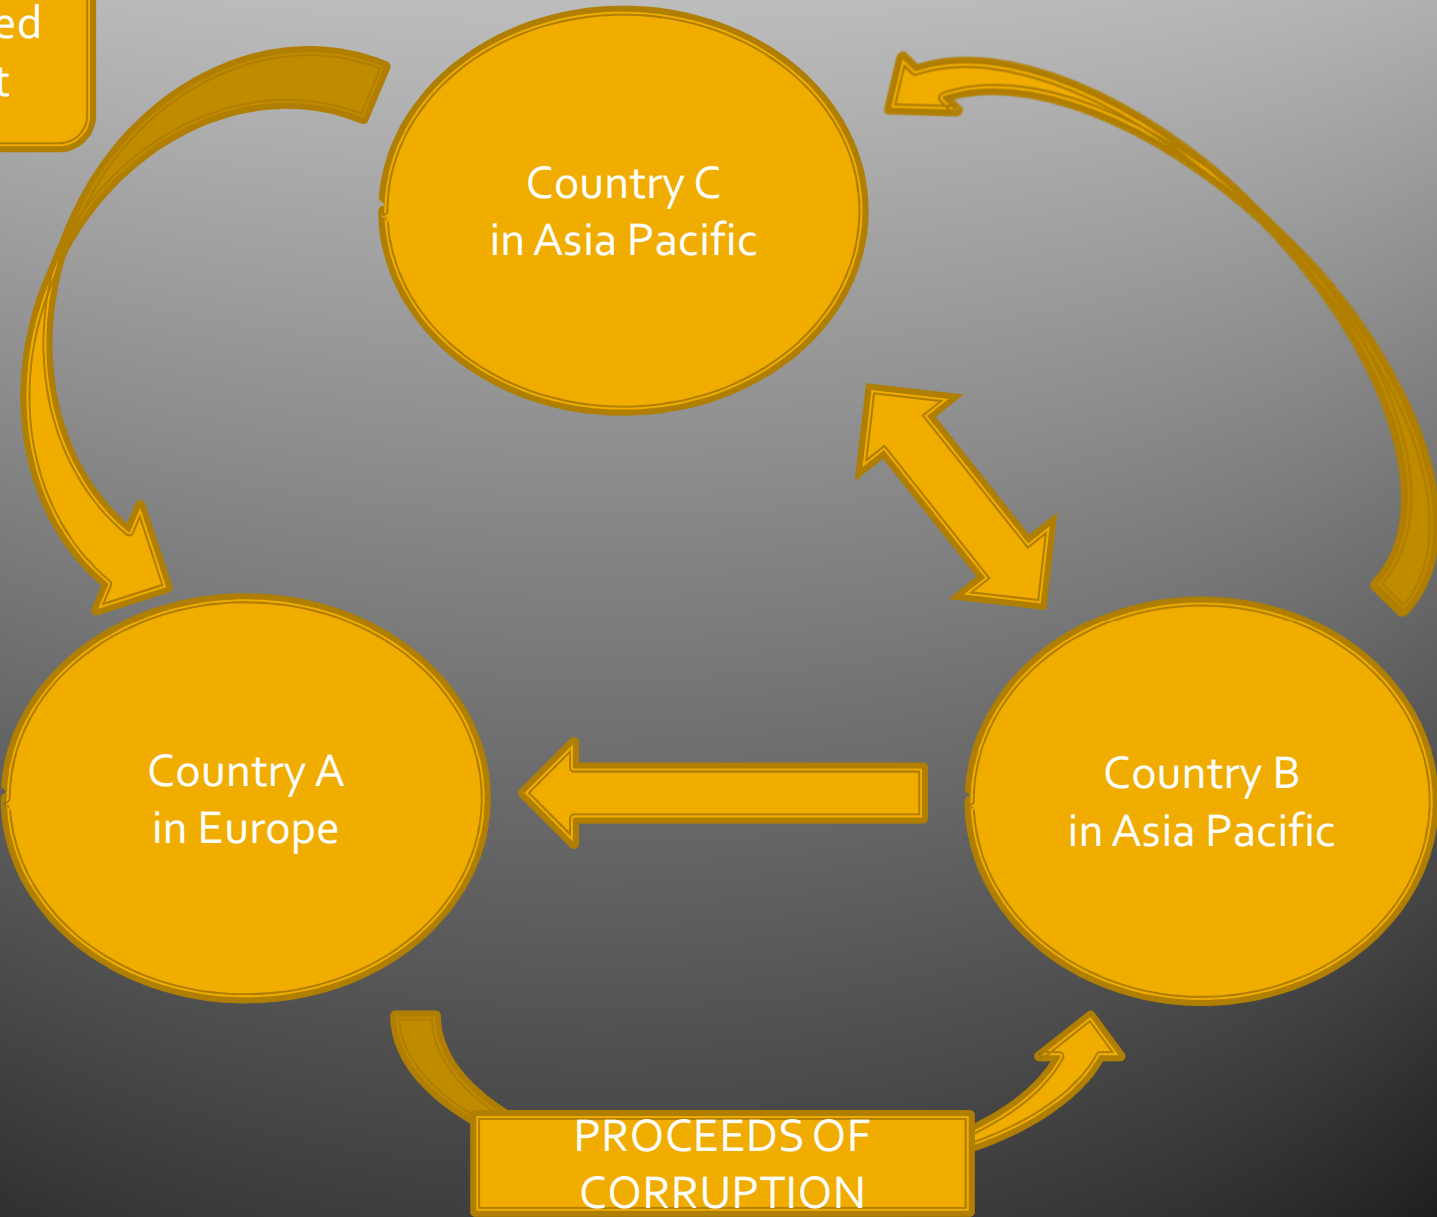 Country C
in Asia Pacific
Country A
in Europe
Country B
in Asia Pacific
PROCEEDS OF
CORRUPTION